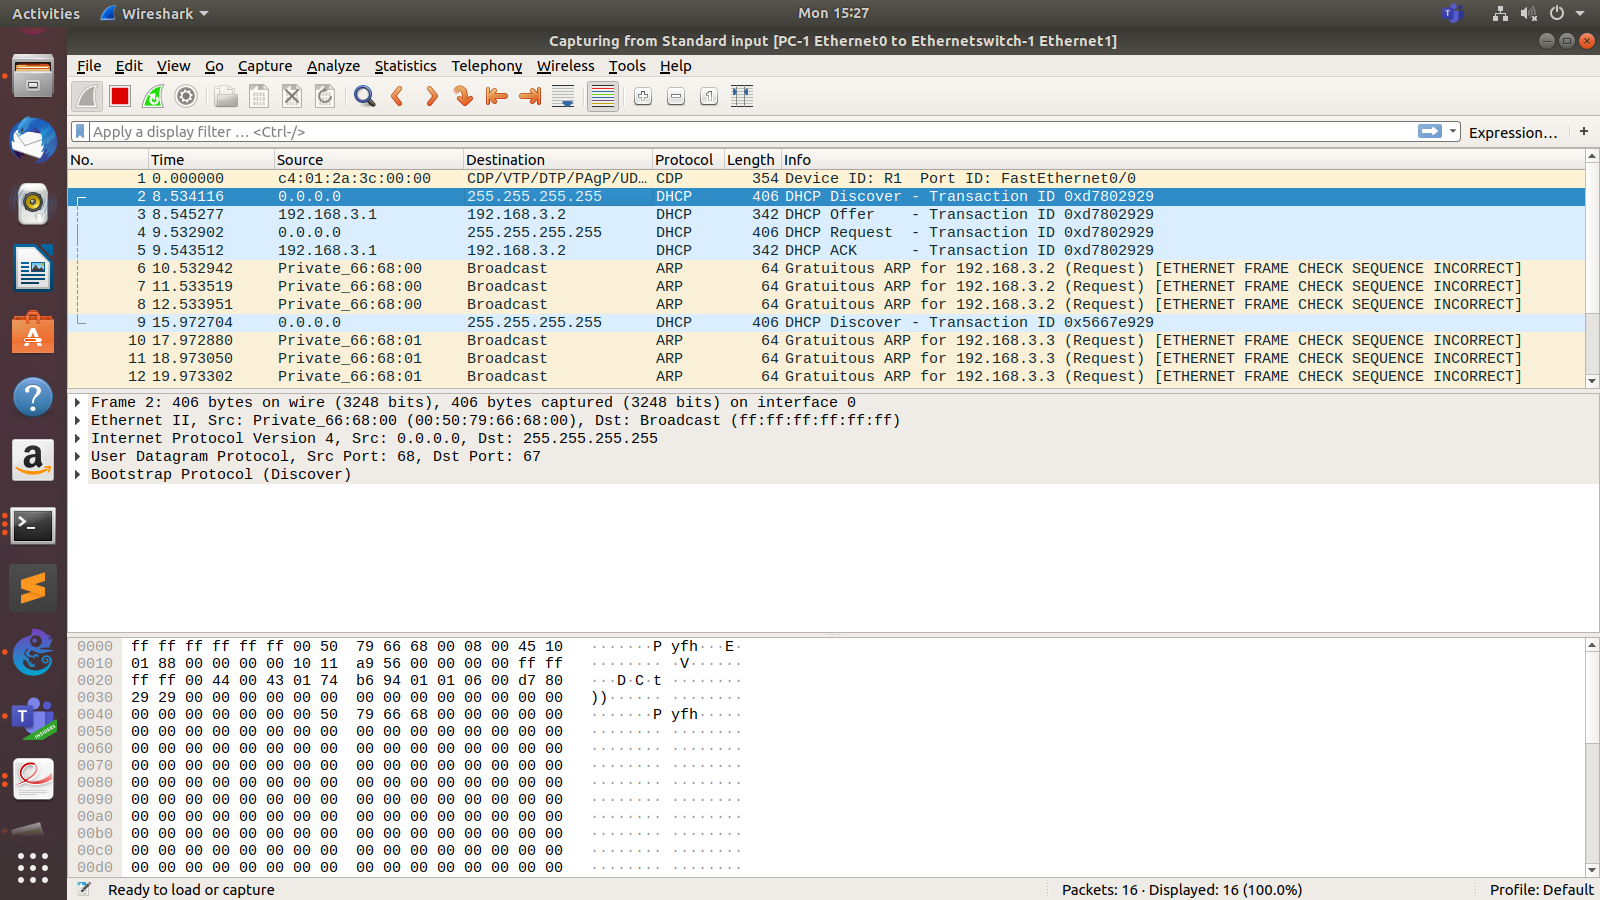 Activities Wireshark Mon 15:27
Capturing from Standard input [PC-1 Ethernet0 to Ethernetswitch-1 Ethernet1]
File Edit View Go Capture Analyze Statistics Telephony Wireless Tools Help
Apply a display filter … <Ctrl-/> Expression… +
No. Time Source Destination Protocol Length Info
1 0.000000 c4:01:2a:3c:00:00 CDP/VTP/DTP/PAgP/UD… CDP 354 Device ID: R1 Port ID: FastEthernet0/0
2 8.534116 0.0.0.0 255.255.255.255 DHCP 406 DHCP Discover - Transaction ID 0xd7802929
3 8.545277 192.168.3.1 192.168.3.2 DHCP 342 DHCP Offer - Transaction ID 0xd7802929
4 9.532902 0.0.0.0 255.255.255.255 DHCP 406 DHCP Request - Transaction ID 0xd7802929
5 9.543512 192.168.3.1 192.168.3.2 DHCP 342 DHCP ACK - Transaction ID 0xd7802929
6 10.532942 Private_66:68:00 Broadcast ARP 64 Gratuitous ARP for 192.168.3.2 (Request) [ETHERNET FRAME CHECK SEQUENCE INCORRECT]
7 11.533519 Private_66:68:00 Broadcast ARP 64 Gratuitous ARP for 192.168.3.2 (Request) [ETHERNET FRAME CHECK SEQUENCE INCORRECT]
8 12.533951 Private_66:68:00 Broadcast ARP 64 Gratuitous ARP for 192.168.3.2 (Request) [ETHERNET FRAME CHECK SEQUENCE INCORRECT]
9 15.972704 0.0.0.0 255.255.255.255 DHCP 406 DHCP Discover - Transaction ID 0x5667e929
10 17.972880 Private_66:68:01 Broadcast ARP 64 Gratuitous ARP for 192.168.3.3 (Request) [ETHERNET FRAME CHECK SEQUENCE INCORRECT]
11 18.973050 Private_66:68:01 Broadcast ARP 64 Gratuitous ARP for 192.168.3.3 (Request) [ETHERNET FRAME CHECK SEQUENCE INCORRECT]
12 19.973302 Private_66:68:01 Broadcast ARP 64 Gratuitous ARP for 192.168.3.3 (Request) [ETHERNET FRAME CHECK SEQUENCE INCORRECT]
Frame 2: 406 bytes on wire (3248 bits), 406 bytes captured (3248 bits) on interface 0
Ethernet II, Src: Private_66:68:00 (00:50:79:66:68:00), Dst: Broadcast (ff:ff:ff:ff:ff:ff)
Internet Protocol Version 4, Src: 0.0.0.0, Dst: 255.255.255.255
User Datagram Protocol, Src Port: 68, Dst Port: 67
Bootstrap Protocol (Discover)
0000 ff ff ff ff ff ff 00 50 79 66 68 00 08 00 45 10 ·······P yfh···E·
0010 01 88 00 00 00 00 10 11 a9 56 00 00 00 00 ff ff ········ ·V······
0020 ff ff 00 44 00 43 01 74 b6 94 01 01 06 00 d7 80 ···D·C·t ········
0030 29 29 00 00 00 00 00 00 00 00 00 00 00 00 00 00 ))······ ········
0040 00 00 00 00 00 00 00 50 79 66 68 00 00 00 00 00 ·······P yfh·····
0050 00 00 00 00 00 00 00 00 00 00 00 00 00 00 00 00 ········ ········
0060 00 00 00 00 00 00 00 00 00 00 00 00 00 00 00 00 ········ ········
0070 00 00 00 00 00 00 00 00 00 00 00 00 00 00 00 00 ········ ········
0080 00 00 00 00 00 00 00 00 00 00 00 00 00 00 00 00 ········ ········
0090 00 00 00 00 00 00 00 00 00 00 00 00 00 00 00 00 ········ ········
00a0 00 00 00 00 00 00 00 00 00 00 00 00 00 00 00 00 ········ ········
00b0 00 00 00 00 00 00 00 00 00 00 00 00 00 00 00 00 ········ ········
00c0 00 00 00 00 00 00 00 00 00 00 00 00 00 00 00 00 ········ ········
00d0 00 00 00 00 00 00 00 00 00 00 00 00 00 00 00 00 ········ ········
Ready to load or capture Packets: 16 · Displayed: 16 (100.0%) Profile: Default